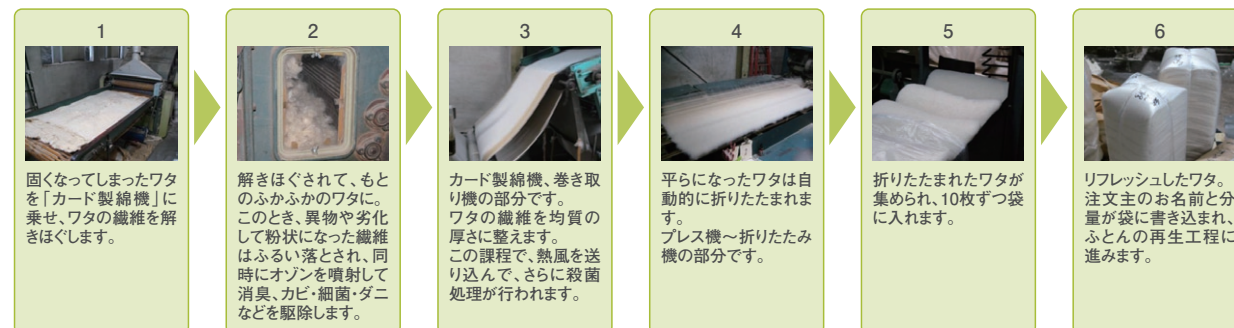 1
固くなってしまったワタ
を「カード製綿機」に
乗せ、ワタの繊維を解
きほぐします。
2
解きほぐされて、もと
のふかふかのワタに。
このとき、異物や劣化
して粉状になった繊維
はふるい落とされ、同
時にオゾンを噴射して
消臭、カビ・細菌・ダニ
などを駆除します。
3
カード製綿機、巻き取
り機の部分です。
ワタの繊維を均質の
厚さに整えます。
この課程で、熱風を送
り込んで、さらに殺菌
処理が行われます。
4
平らになったワタは自
動的に折りたたまれま
す。
プレス機〜折りたたみ
機の部分です。
5
折りたたまれたワタが
集められ、10枚ずつ袋
に入れます。
6
リフレッシュしたワタ。
注文主のお名前と分
量が袋に書き込まれ、
ふとんの再生工程に
進みます。